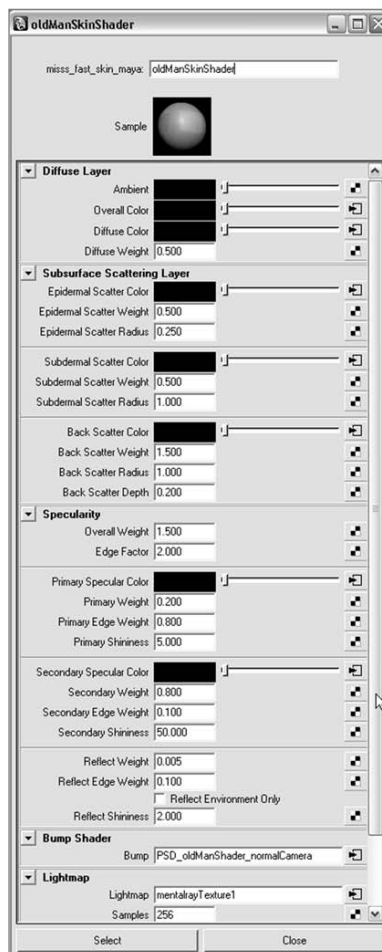 oldManSkinShader
misss_fast_skin_maya: oldManSkinShader
Sample
Diffuse Layer
Ambient
Overall Color
Diffuse Color
Diffuse Weight 0.500
Subsurface Scattering Layer
Epidermal Scatter Color
Epidermal Scatter Weight 0.500
Epidermal Scatter Radius 0.250
Subdermal Scatter Color
Subdermal Scatter Weight 0.500
Subdermal Scatter Radius 1.000
Back Scatter Color
Back Scatter Weight 1.500
Back Scatter Radius 1.000
Back Scatter Depth 0.200
Specularity
Overall Weight 1.500
Edge Factor 2.000
Primary Specular Color
Primary Weight 0.200
Primary Edge Weight 0.800
Primary Shininess 5.000
Secondary Specular Color
Secondary Weight 0.800
Secondary Edge Weight 0.100
Secondary Shininess 50.000
Reflect Weight 0.005
Reflect Edge Weight 0.100
Reflect Environment Only
Reflect Shininess 2.000
Bump Shader
Bump PSD_oldManShader_normalCamera
Lightmap
Lightmap mentalrayTexture1
Samples 256
Select Close